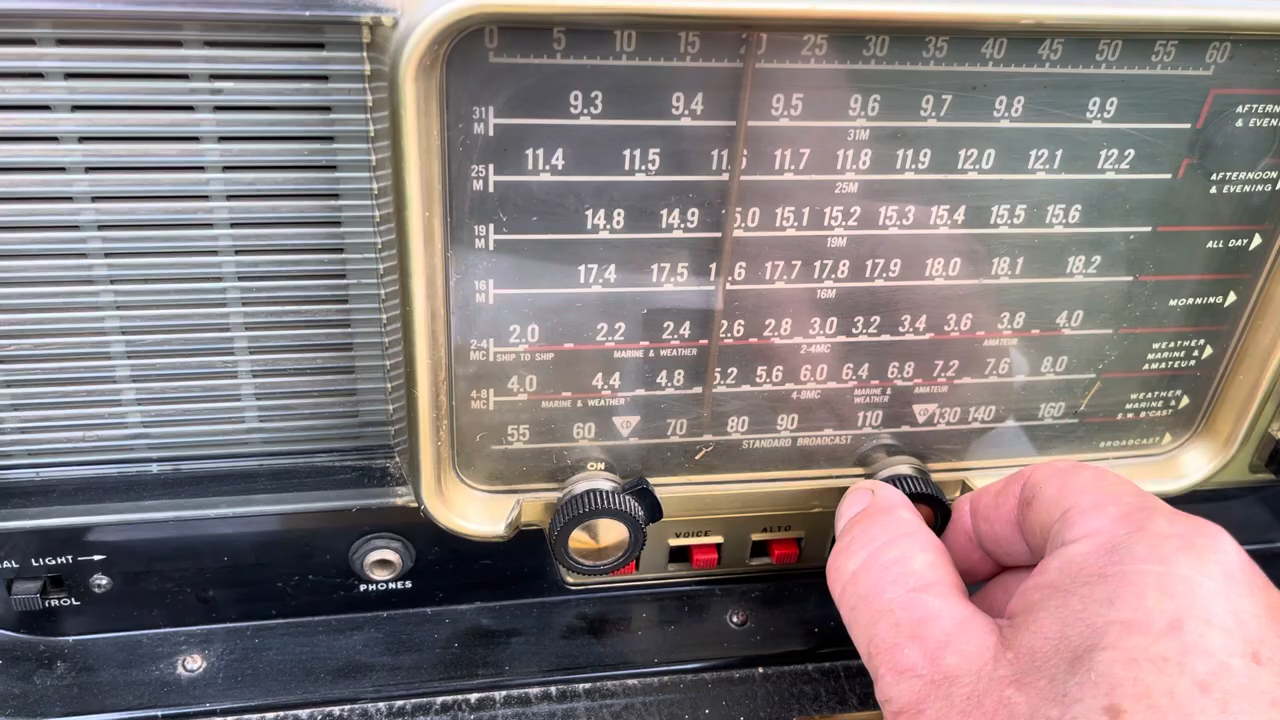 0 5 10 15 25 30 35 40 45 50 55 60
31 M 9.3 9.4 9.5 9.6 9.7 9.8 9.9
31M
25 M 11.4 11.5 11.6 11.7 11.8 11.9 12.0 12.1 12.2
25M
AFTERNOON
& EVENING
19 M 14.8 14.9 15.1 15.2 15.3 15.4 15.5 15.6
19M
ALL DAY
16 M 17.4 17.5 17.7 17.8 17.9 18.0 18.1 18.2
16M
MORNING
2-4 MC 2.0 2.2 2.4 2.6 2.8 3.0 3.2 3.4 3.6 3.8 4.0
SHIP TO SHIP MARINE & WEATHER 2-4MC AMATEUR
WEATHER
MARINE &
AMATEUR
4-8 MC 4.0 4.4 4.8 5.2 5.6 6.0 6.4 6.8 7.2 7.6 8.0
MARINE & WEATHER 4-8MC MARINE & WEATHER AMATEUR
WEATHER
MARINE &
S.W. B'CAST
55 60 CD 70 80 90 110 CD 130 140 160
STANDARD BROADCAST
BROADCAST
ON
VOICE ALTO
LIGHT
PHONES